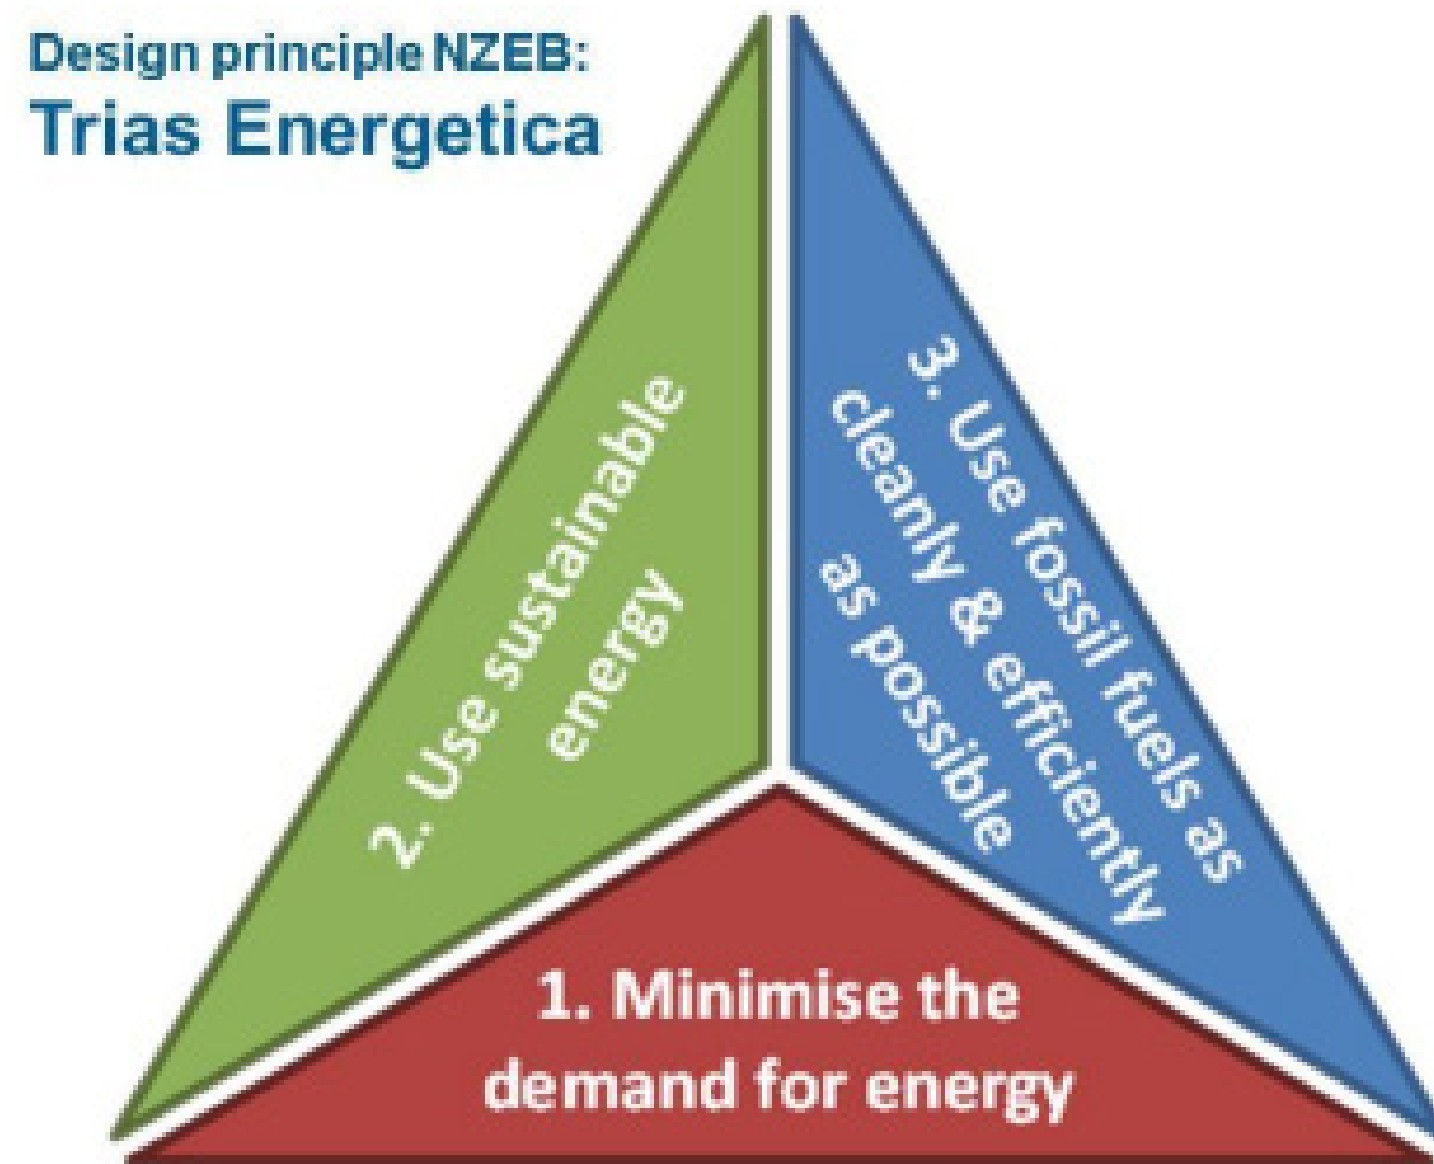 Design principle NZEB:
Trias Energetica
2. Use sustainable
energy
3. Use fossil fuels as
cleanly & efficiently
as possible
1. Minimise the
demand for energy